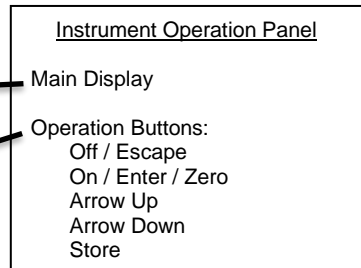 Instrument Operation Panel
Main Display
Operation Buttons:
Off / Escape
On / Enter / Zero
Arrow Up
Arrow Down
Store